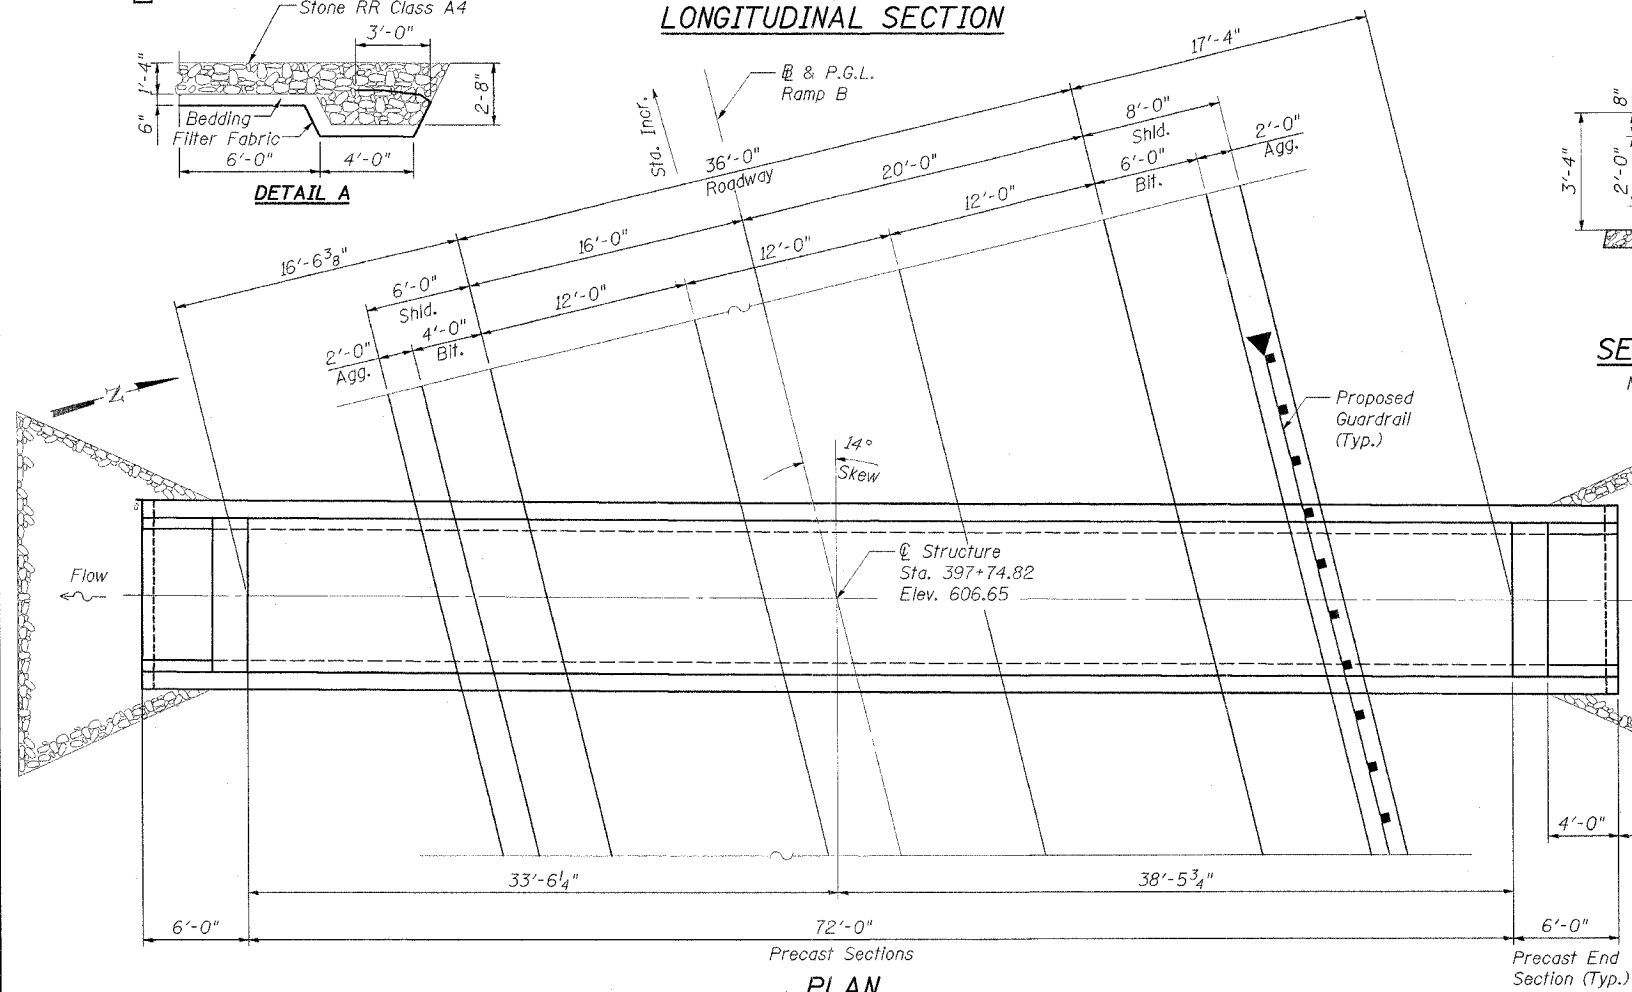 Stone RR Class A4
3'-0"
1'-4"
6"
2'-8"
Bedding
Filter Fabric
6'-0"
4'-0"
DETAIL A
LONGITUDINAL SECTION
℄ & P.G.L.
Ramp B
Sta. Incr.
17'-4"
36'-0"
Roadway
8'-0"
Shld.
2'-0"
Agg.
20'-0"
6'-0"
Bit.
16'-6⅜"
16'-0"
12'-0"
12'-0"
6'-0"
Shld.
12'-0"
4'-0"
Bit.
2'-0"
Agg.
8"
3'-4"
2'-0"
SE
N
Proposed
Guardrail
(Typ.)
14°
Skew
℄ Structure
Sta. 397+74.82
Elev. 606.65
Flow
4'-0"
33'-6¼"
38'-5¾"
6'-0"
72'-0"
6'-0"
Precast Sections
Precast End
Section (Typ.)
PLAN